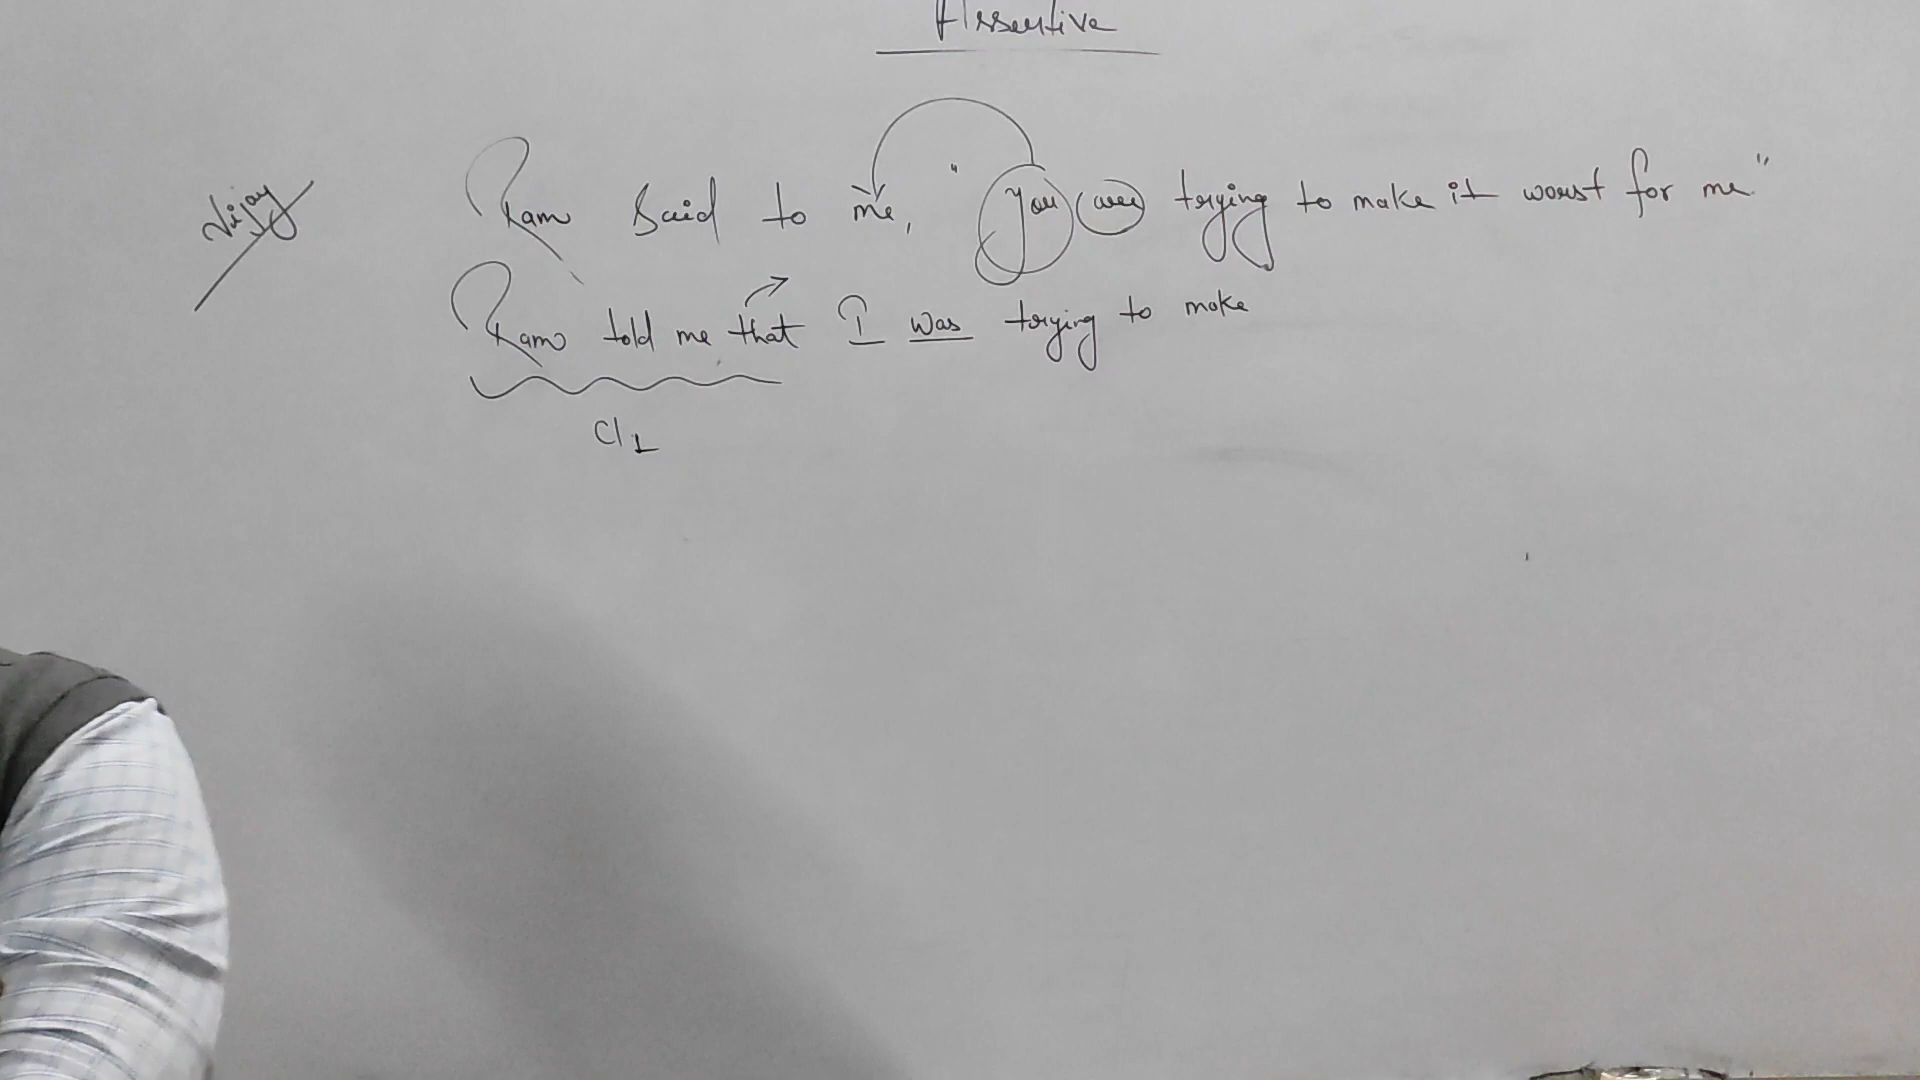 Assertive
Vijay
Ram said to me, "You are trying to make it worst for me."
Ram told me that I was trying to make
Cl1